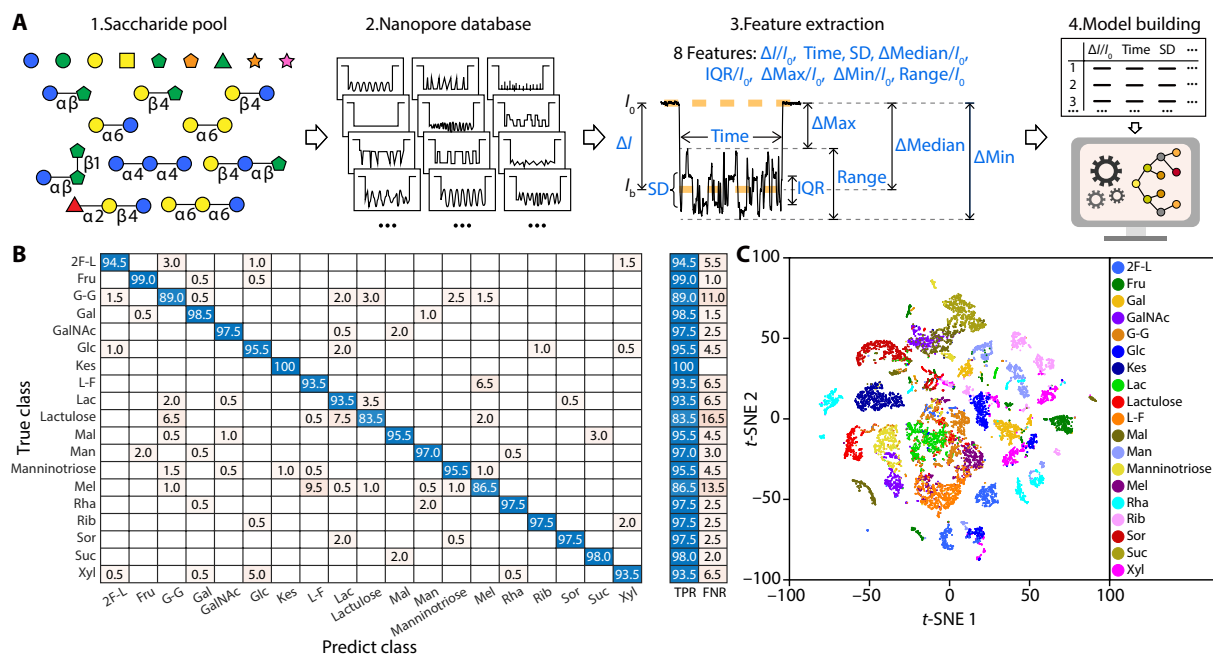 A
1.Saccharide pool
2. Nanopore database
3.Feature extraction
4.Model building
αβ
β4
β4
α6
α6
β1
αβ
α4 α4
β4 αβ
α2 β4
α6 α6
•••
•••
8 Features: ΔI/I0, Time, SD, ΔMedian/I0,
IQR/I0, ΔMax/I0, ΔMin/I0, Range/I0
I0
ΔI
Ib
SD
Time
IQR
Range
ΔMax
ΔMedian
ΔMin
ΔI/I0 Time SD •••
1 •••
2 •••
3 •••
••• ••• •••
B
True class
2F-L 94.5 3.0 1.0 1.5 94.5 5.5
Fru 99.0 0.5 0.5 99.0 1.0
G-G 1.5 89.0 0.5 2.0 3.0 2.5 1.5 89.0 11.0
Gal 0.5 98.5 1.0 98.5 1.5
GalNAc 97.5 0.5 2.0 97.5 2.5
Glc 1.0 95.5 2.0 1.0 0.5 95.5 4.5
Kes 100 100
L-F 93.5 6.5 93.5 6.5
Lac 2.0 0.5 93.5 3.5 0.5 93.5 6.5
Lactulose 6.5 0.5 7.5 83.5 2.0 83.5 16.5
Mal 0.5 1.0 95.5 3.0 95.5 4.5
Man 2.0 0.5 97.0 0.5 97.0 3.0
Manninotriose 1.5 0.5 1.0 0.5 95.5 1.0 95.5 4.5
Mel 1.0 9.5 0.5 1.0 0.5 1.0 86.5 86.5 13.5
Rha 0.5 2.0 97.5 97.5 2.5
Rib 0.5 97.5 2.0 97.5 2.5
Sor 2.0 0.5 97.5 97.5 2.5
Suc 2.0 98.0 98.0 2.0
Xyl 0.5 0.5 5.0 0.5 93.5 93.5 6.5
2F-L Fru G-G Gal GalNAc Glc Kes L-F Lac Lactulose Mal Man Manninotriose Mel Rha Rib Sor Suc Xyl TPR FNR
Predict class
C
t-SNE 2
100
50
0
−50
−100
−100 −50 0 50 100
t-SNE 1
2F-L
Fru
Gal
GalNAc
G-G
Glc
Kes
Lac
Lactulose
L-F
Mal
Man
Manninotriose
Mel
Rha
Rib
Sor
Suc
Xyl